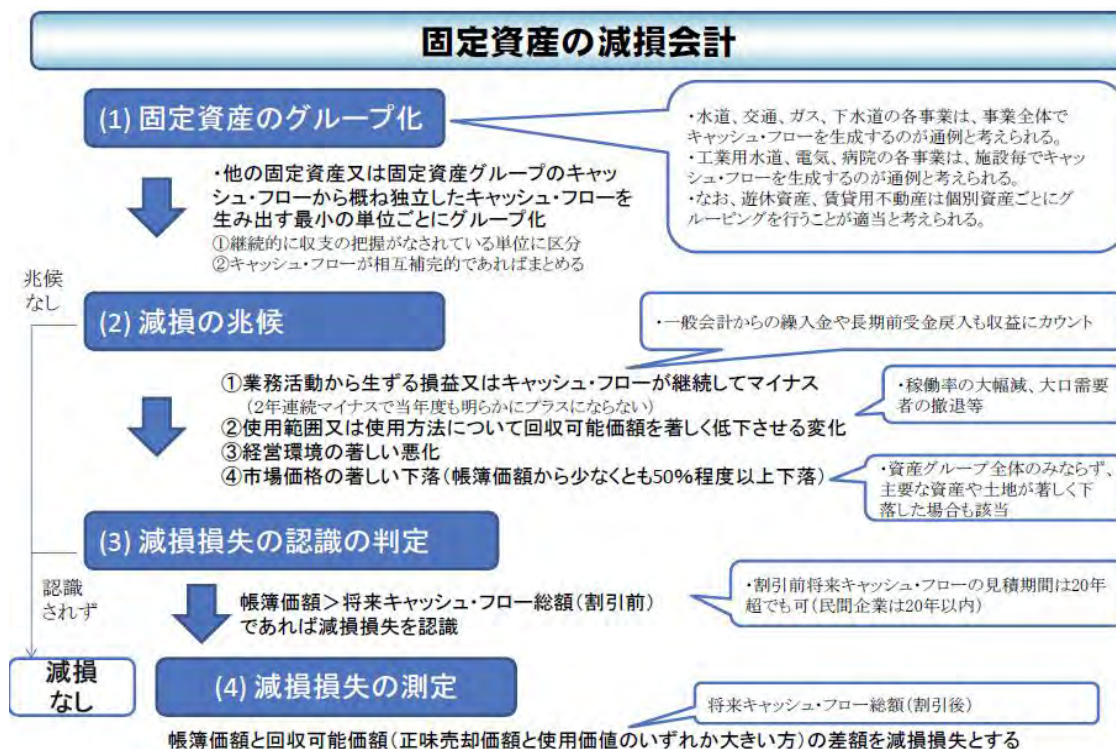 固定資産の減損会計
(1) 固定資産のグループ化
・水道、交通、ガス、下水道の各事業は、事業全体で
キャッシュ・フローを生成するのが通例と考えられる。
・工業用水道、電気、病院の各事業は、施設毎でキャッ
シュ・フローを生成するのが通例と考えられる。
・なお、遊休資産、賃貸用不動産は個別資産ごとにグ
ルーピングを行うことが適当と考えられる。
・他の固定資産又は固定資産グループのキャッ
シュ・フローから概ね独立したキャッシュ・フローを
生み出す最小の単位ごとにグループ化
①継続的に収支の把握がなされている単位に区分
②キャッシュ・フローが相互補完的であればまとめる
兆候
なし
(2) 減損の兆候
・一般会計からの繰入金や長期前受金戻入も収益にカウント
①業務活動から生ずる損益又はキャッシュ・フローが継続してマイナス
(2年連続マイナスで当年度も明らかにプラスにならない)
②使用範囲又は使用方法について回収可能価額を著しく低下させる変化
③経営環境の著しい悪化
④市場価格の著しい下落(帳簿価額から少なくとも50%程度以上下落)
・稼働率の大幅減、大口需要
者の撤退等
・資産グループ全体のみならず、
主要な資産や土地が著しく下
落した場合も該当
(3) 減損損失の認識の判定
認識
されず
帳簿価額>将来キャッシュ・フロー総額(割引前)
であれば減損損失を認識
・割引前将来キャッシュ・フローの見積期間は20年
超でも可(民間企業は20年以内)
減損
なし
(4) 減損損失の測定
将来キャッシュ・フロー総額(割引後)
帳簿価額と回収可能価額(正味売却価額と使用価値のいずれか大きい方)の差額を減損損失とする